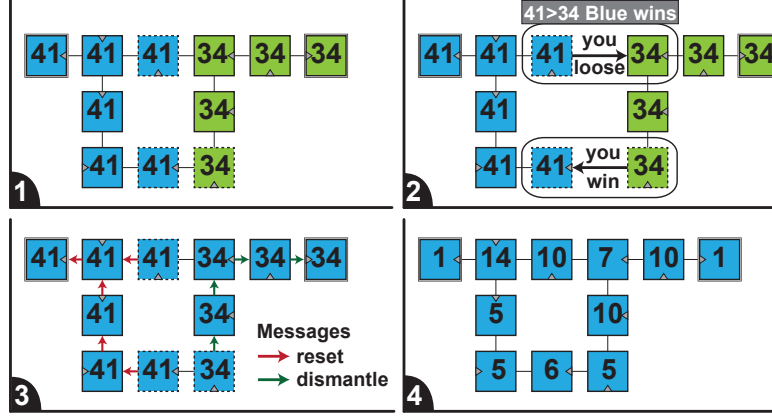 41 41 41 34 34 34
41 34
41 41 34
1
41>34 Blue wins
41 41 41 you loose 34 34 34
41 34
41 41 you win 34
2
41 41 41 34 34 34
41 34
41 41 34
Messages
reset
dismantle
3
1 14 10 7 10 1
5 10
5 6 5
4